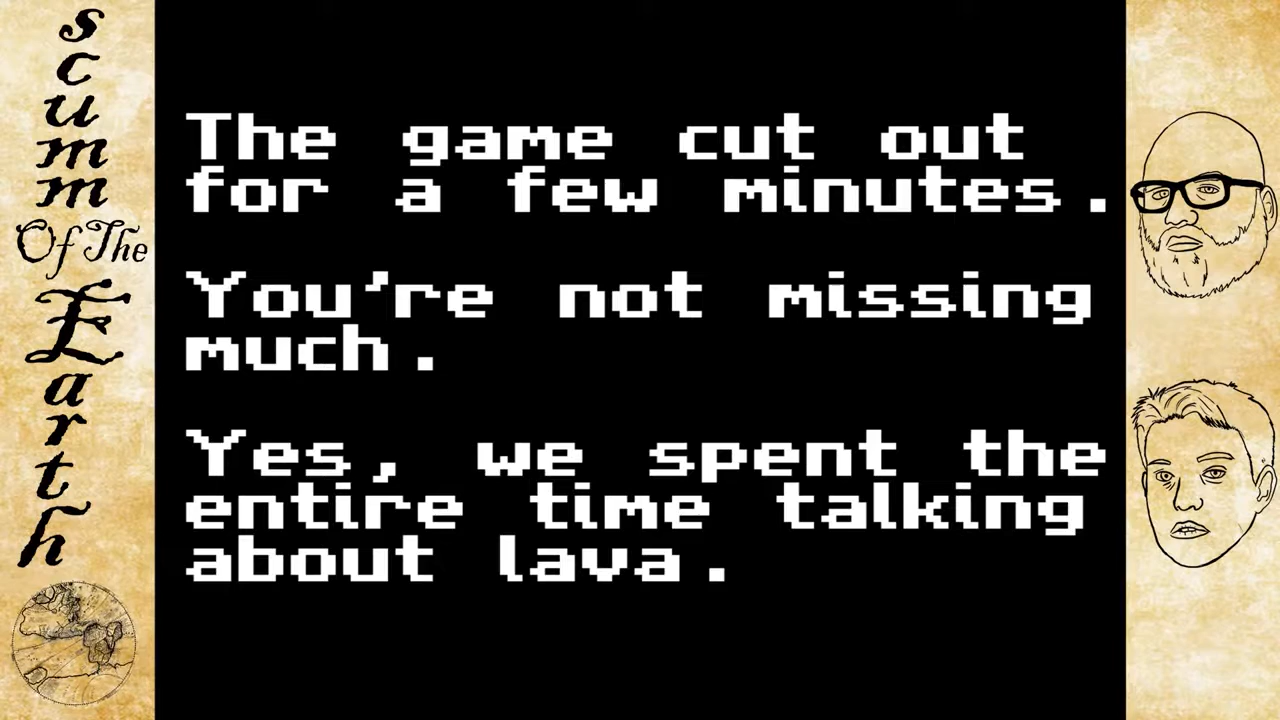 scumm
Of The
Earth
The game cut out
for a few minutes.
You're not missing
much.
Yes, we spent the
entire time talking
about lava.